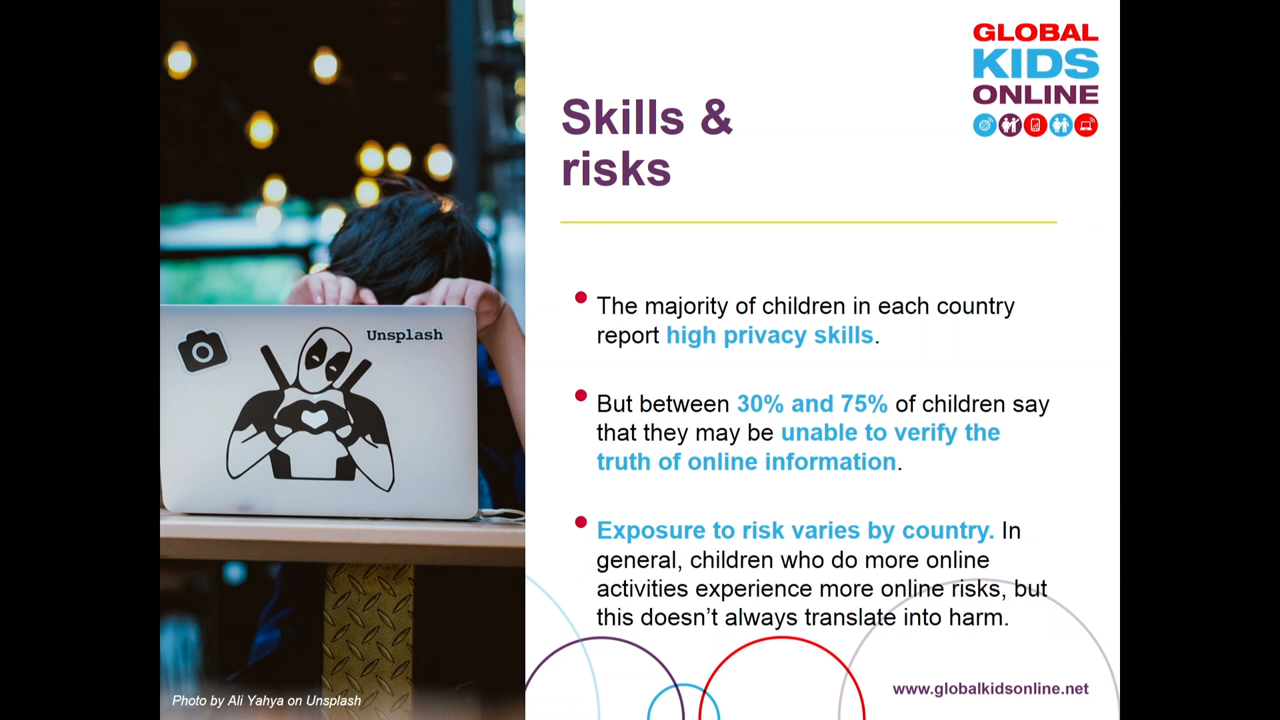 GLOBAL
KIDS
ONLINE
Skills &
risks
Unsplash
• The majority of children in each country
report high privacy skills.
• But between 30% and 75% of children say
that they may be unable to verify the
truth of online information.
• Exposure to risk varies by country. In
general, children who do more online
activities experience more online risks, but
this doesn’t always translate into harm.
Photo by Ali Yahya on Unsplash
www.globalkidsonline.net